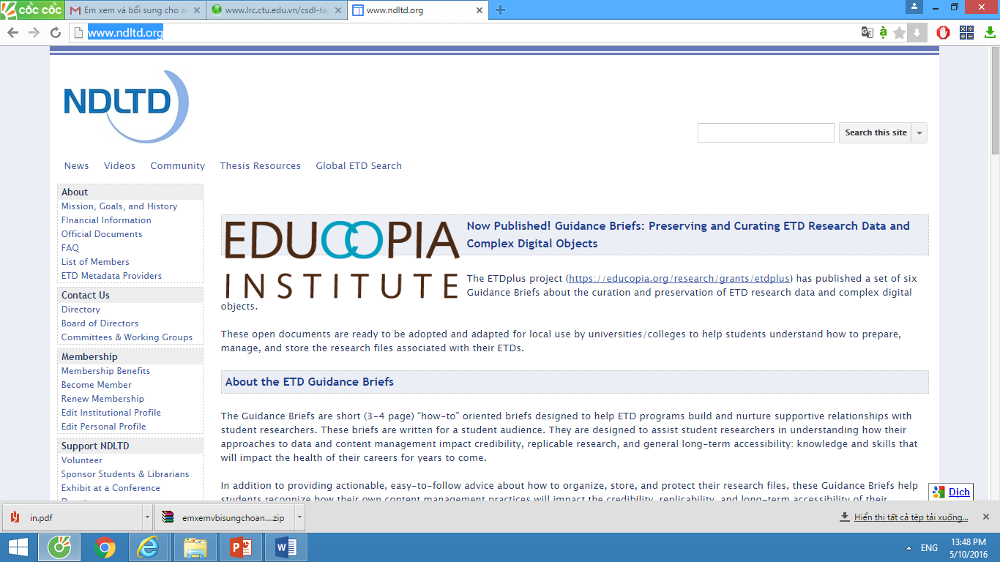 cốc cốc
Em xem và bổi sung cho a
www.lrc.ctu.edu.vn/csdl-ta
www.ndltd.org
www.ndltd.org
NDLTD
Search this site
News Videos Community Thesis Resources Global ETD Search
About
Mission, Goals, and History
FInancial Information
Official Documents
FAQ
List of Members
ETD Metadata Providers
Contact Us
Directory
Board of Directors
Committees & Working Groups
Membership
Membership Benefits
Become Member
Renew Membership
Edit Institutional Profile
Edit Personal Profile
Support NDLTD
Volunteer
Sponsor Students & Librarians
Exhibit at a Conference
EDUCOPIA
INSTITUTE
Now Published! Guidance Briefs: Preserving and Curating ETD Research Data and
Complex Digital Objects
The ETDplus project (https://educopia.org/research/grants/etdplus) has published a set of six
Guidance Briefs about the curation and preservation of ETD research data and complex digital
objects.
These open documents are ready to be adopted and adapted for local use by universities/colleges to help students understand how to prepare,
manage, and store the research files associated with their ETDs.
About the ETD Guidance Briefs
The Guidance Briefs are short (3-4 page) “how-to” oriented briefs designed to help ETD programs build and nurture supportive relationships with
student researchers. These briefs are written for a student audience. They are designed to assist student researchers in understanding how their
approaches to data and content management impact credibility, replicable research, and general long-term accessibility: knowledge and skills that
will impact the health of their careers for years to come.
In addition to providing actionable, easy-to-follow advice about how to organize, store, and protect their research files, these Guidance Briefs help
students recognize how their own content management practices will impact the credibility, replicability, and long-term accessibility of their
Dịch
in.pdf
emxemvbisungchoan....zip
Hiển thị tất cả tệp tải xuống...
ENG
13:48 PM
5/10/2016